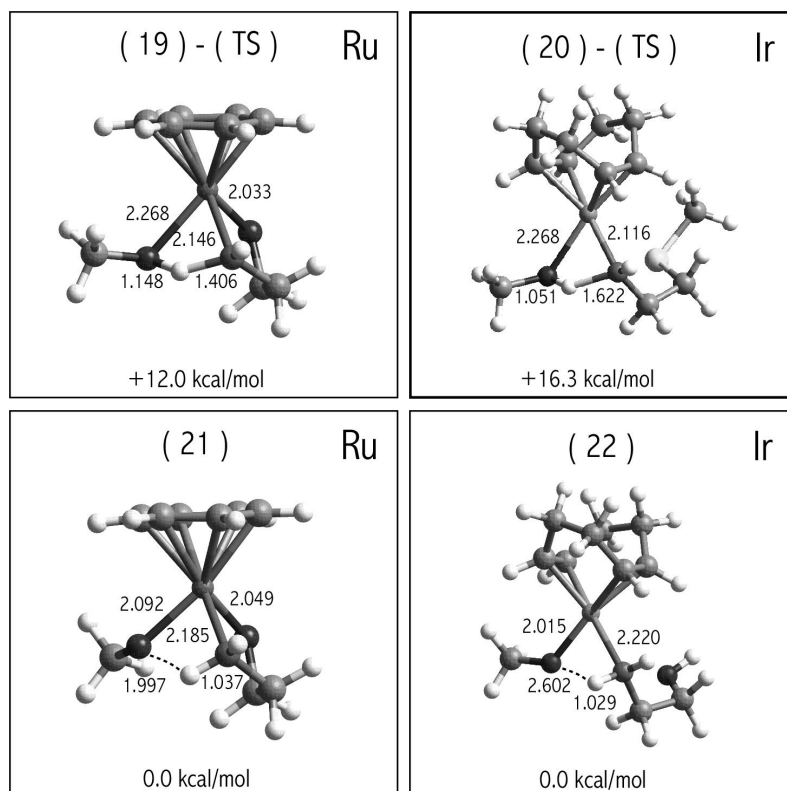 ( 19 ) - ( TS ) Ru
2.268
2.033
2.146
1.148
1.406
+12.0 kcal/mol
( 20 ) - ( TS ) Ir
2.268
2.116
1.051
1.622
+16.3 kcal/mol
( 21 ) Ru
2.092
2.049
2.185
1.997
1.037
0.0 kcal/mol
( 22 ) Ir
2.015
2.220
2.602
1.029
0.0 kcal/mol